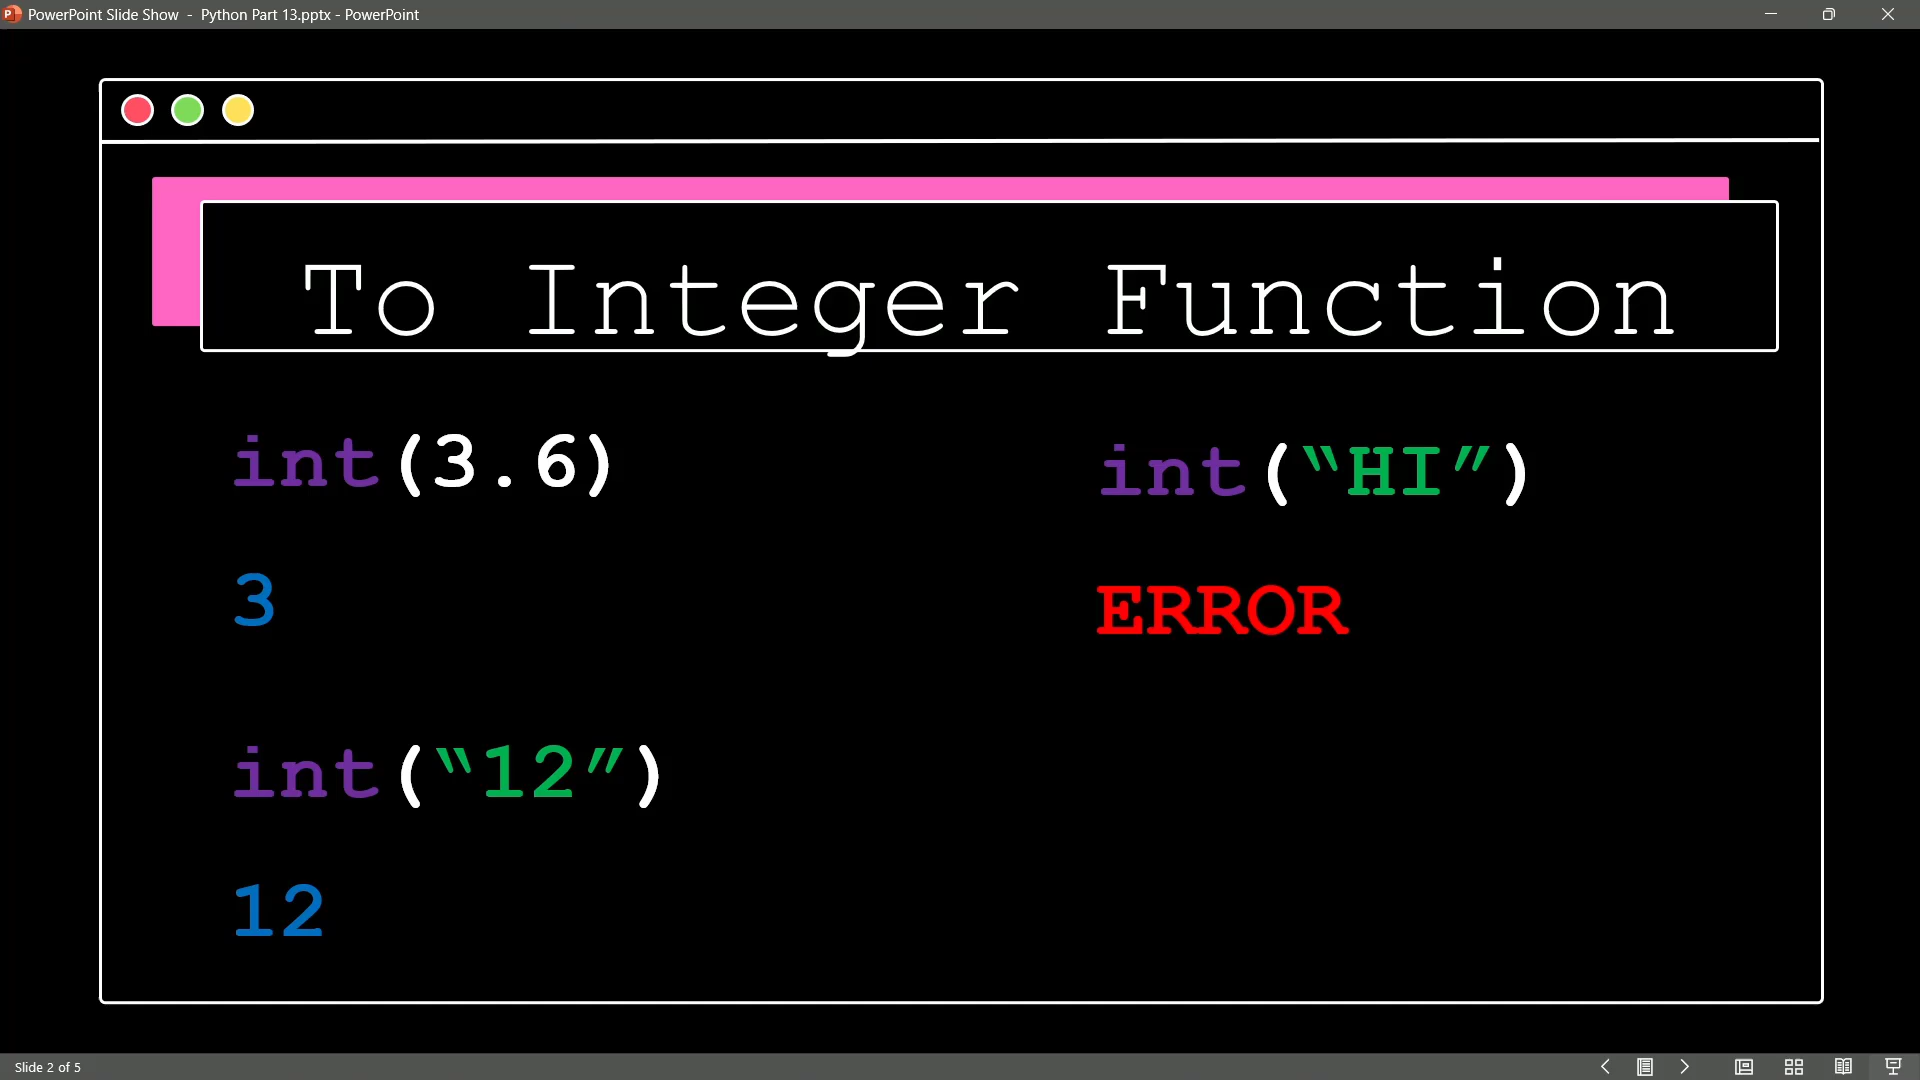 PowerPoint Slide Show - Python Part 13.pptx - PowerPoint
To Integer Function
int(3.6)
3
int(“12”)
12
int(“HI”)
ERROR
Slide 2 of 5